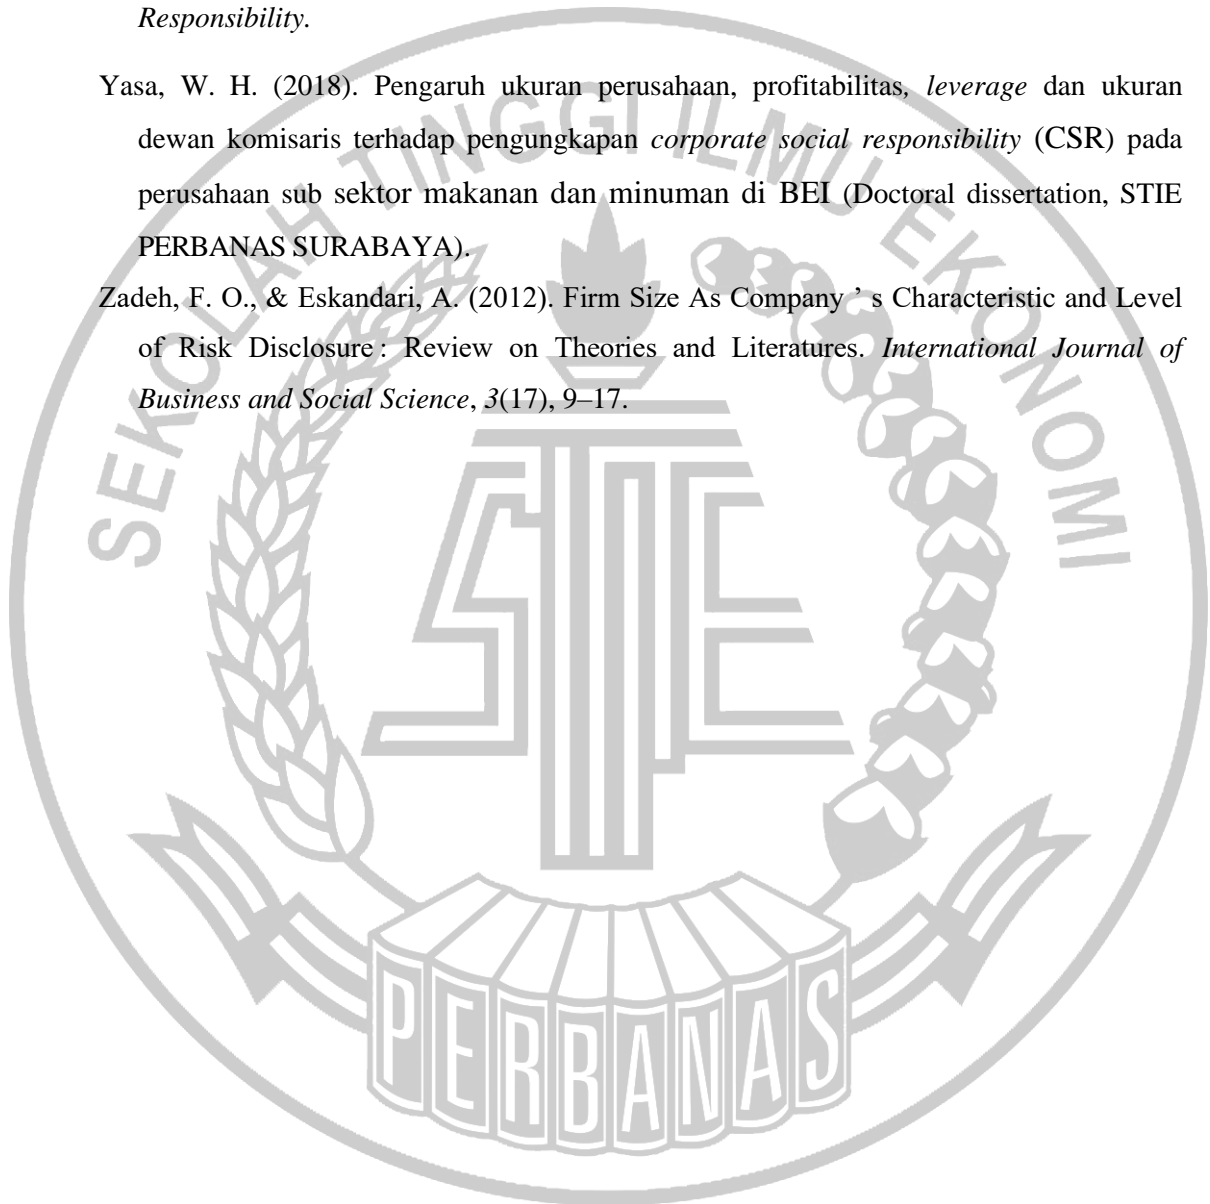 Responsibility.
Yasa, W. H. (2018). Pengaruh ukuran perusahaan, profitabilitas, leverage dan ukuran
dewan komisaris terhadap pengungkapan corporate social responsibility (CSR) pada
perusahaan sub sektor makanan dan minuman di BEI (Doctoral dissertation, STIE
PERBANAS SURABAYA).
Zadeh, F. O., & Eskandari, A. (2012). Firm Size As Company ’ s Characteristic and Level
of Risk Disclosure : Review on Theories and Literatures. International Journal of
Business and Social Science, 3(17), 9–17.
SEKOLAH TINGGI ILMU EKONOMI
STIE
PERBANAS